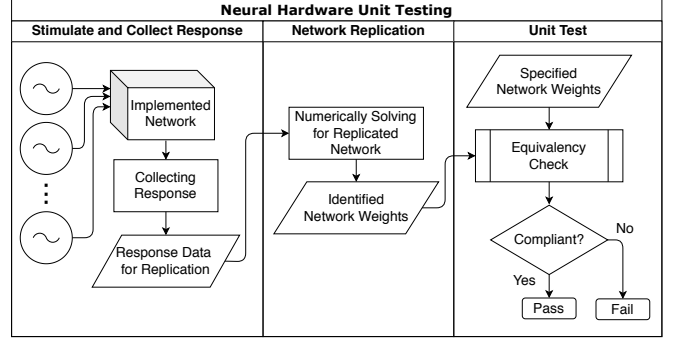 Neural Hardware Unit Testing
Stimulate and Collect Response
Network Replication
Unit Test
Implemented
Network
Collecting
Response
Response Data
for Replication
Numerically Solving
for Replicated
Network
Identified
Network Weights
Specified
Network Weights
Equivalency
Check
Compliant?
No
Yes
Pass
Fail